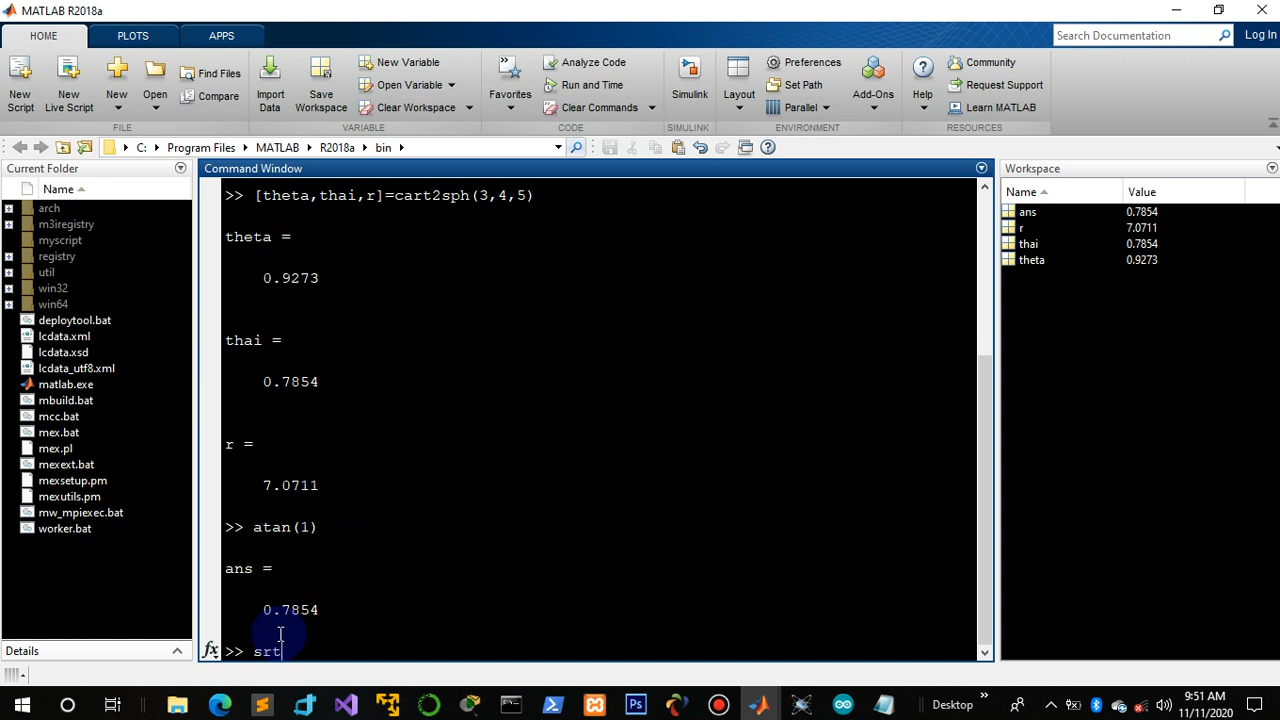 MATLAB R2018a
HOME PLOTS APPS
Search Documentation Log In
New Script
New Live Script
New
Open
Find Files
Compare
Import Data
Save Workspace
New Variable
Open Variable
Clear Workspace
Favorites
Analyze Code
Run and Time
Clear Commands
Simulink
Layout
Preferences
Set Path
Parallel
Add-Ons
Help
Community
Request Support
Learn MATLAB
FILE VARIABLE CODE SIMULINK ENVIRONMENT RESOURCES
C: Program Files MATLAB R2018a bin
Current Folder
Name
arch
m3iregistry
myscript
registry
util
win32
win64
deploytool.bat
lcdata.xml
lcdata.xsd
lcdata_utf8.xml
matlab.exe
mbuild.bat
mcc.bat
mex.bat
mex.pl
mexext.bat
mexsetup.pm
mexutils.pm
mw_mpiexec.bat
worker.bat
Details
Command Window
>> [theta,thai,r]=cart2sph(3,4,5)
theta =
0.9273
thai =
0.7854
r =
7.0711
>> atan(1)
ans =
0.7854
fx >> srt
Workspace
Name Value
ans 0.7854
r 7.0711
thai 0.7854
theta 0.9273
Ps
Desktop
9:51 AM
11/11/2020